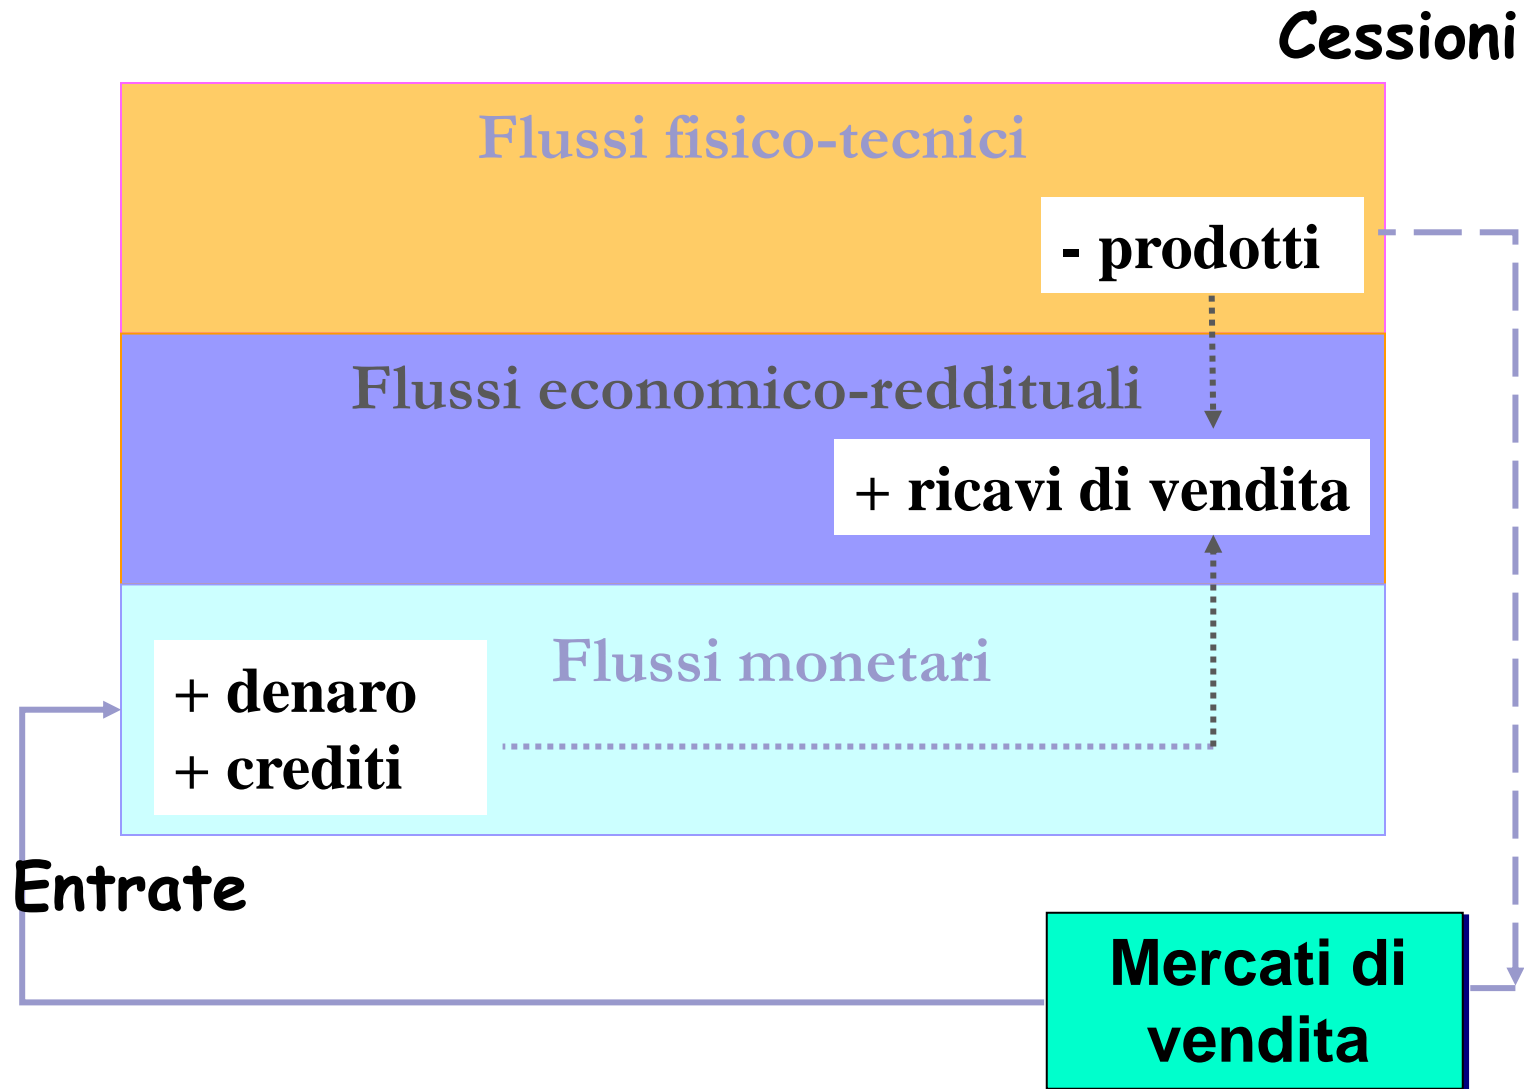 Cessioni
Flussi fisico-tecnici
- prodotti
Flussi economico-reddituali
+ ricavi di vendita
Flussi monetari
+ denaro
+ crediti
Entrate
Mercati di
vendita